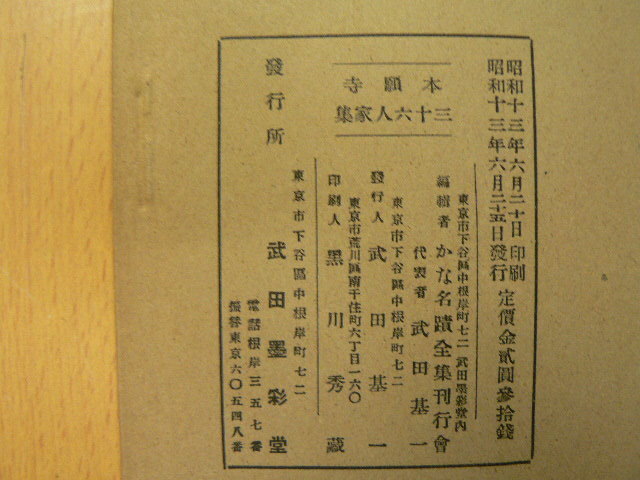 昭和十三年六月二十日印刷
昭和十三年六月二十五日發行
定價金貳圓參拾錢
本願寺
三十六人家集
東京市下谷區中根岸町七二 武田墨彩堂内
編輯者 かな名蹟全集刊行會
代表者 武田基一
東京市下谷區中根岸町七二
發行人 武田基一
東京市荒川區南千住町六丁目一六〇
印刷人 黒川秀藏
東京市下谷區中根岸町七二
發行所 武田墨彩堂
電話根岸三五七番
振替東京六〇五四八番